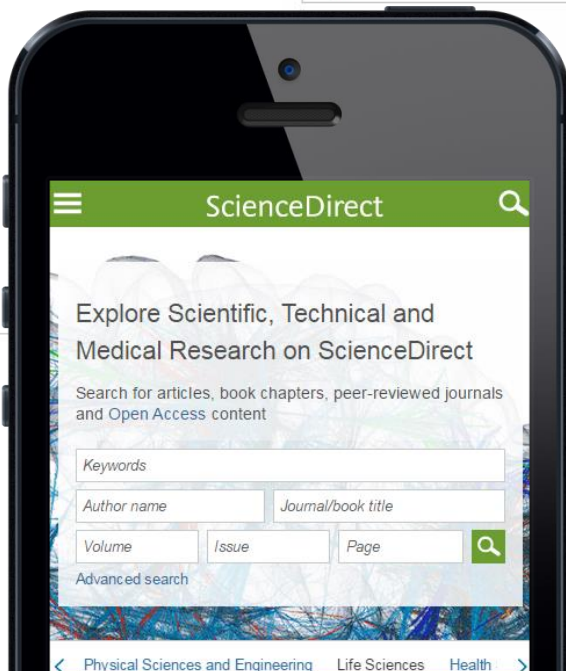 ScienceDirect
Explore Scientific, Technical and
Medical Research on ScienceDirect
Search for articles, book chapters, peer-reviewed journals
and Open Access content
Keywords
Author name Journal/book title
Volume Issue Page
Advanced search
Physical Sciences and Engineering Life Sciences Health